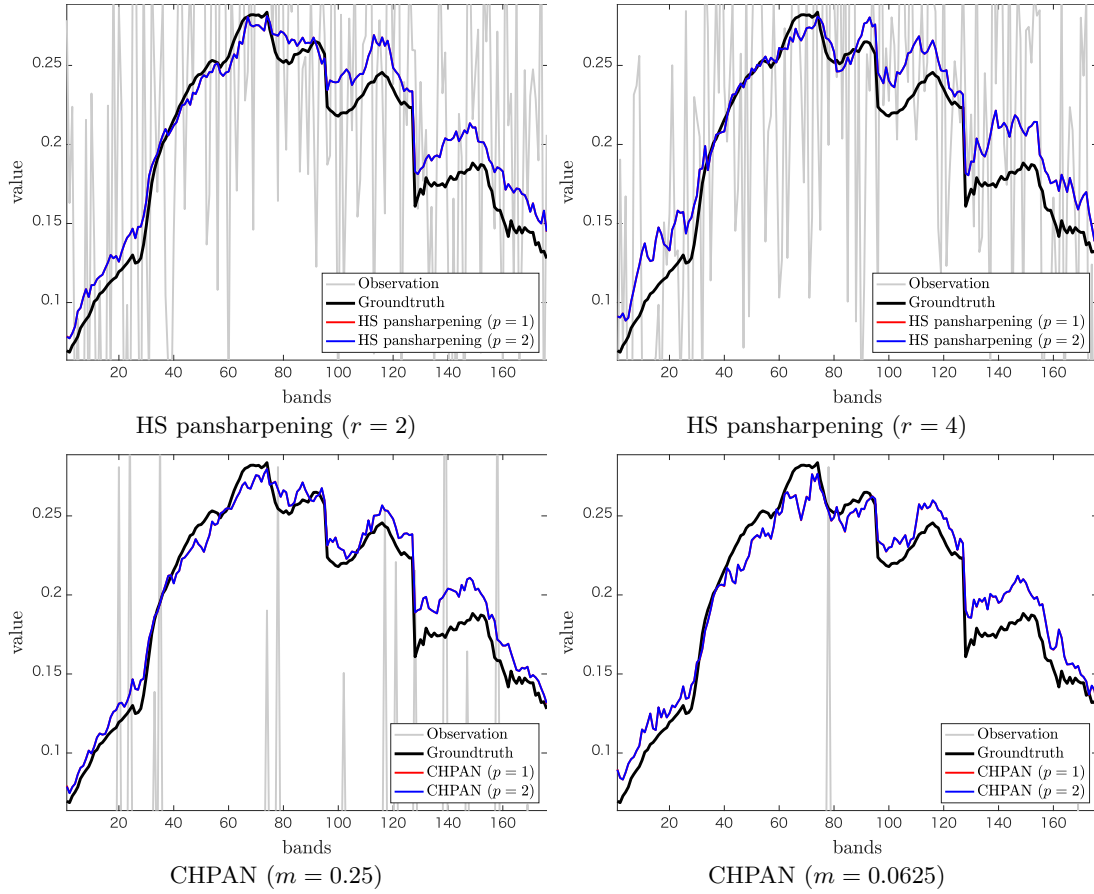 0.25
0.2
0.15
0.1
value
Observation
Groundtruth
HS pansharpening (p = 1)
HS pansharpening (p = 2)
20 40 60 80 100 120 140 160
bands
HS pansharpening (r = 2)
0.25
0.2
0.15
0.1
value
Observation
Groundtruth
HS pansharpening (p = 1)
HS pansharpening (p = 2)
20 40 60 80 100 120 140 160
bands
HS pansharpening (r = 4)
0.25
0.2
0.15
0.1
value
Observation
Groundtruth
CHPAN (p = 1)
CHPAN (p = 2)
20 40 60 80 100 120 140 160
bands
CHPAN (m = 0.25)
0.25
0.2
0.15
0.1
value
Observation
Groundtruth
CHPAN (p = 1)
CHPAN (p = 2)
20 40 60 80 100 120 140 160
bands
CHPAN (m = 0.0625)